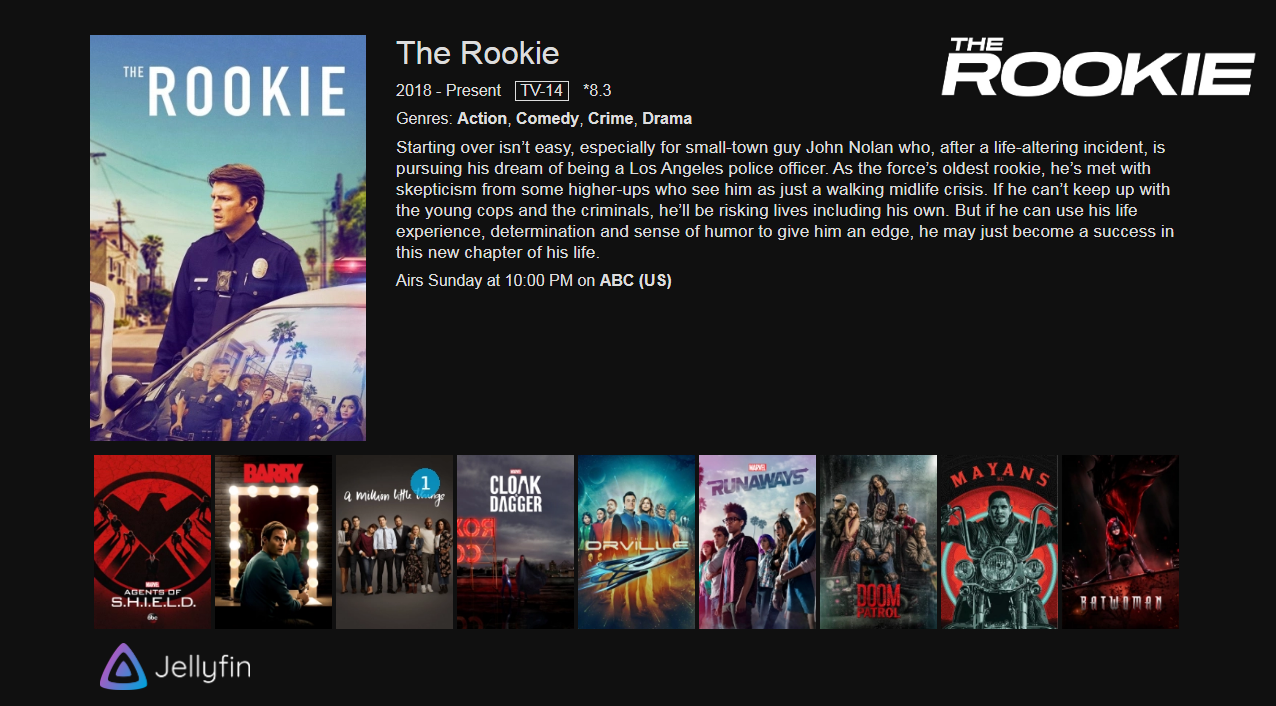 THE
ROOKIE
The Rookie
2018 - Present TV-14 *8.3
Genres: Action, Comedy, Crime, Drama
Starting over isn’t easy, especially for small-town guy John Nolan who, after a life-altering incident, is
pursuing his dream of being a Los Angeles police officer. As the force’s oldest rookie, he’s met with
skepticism from some higher-ups who see him as just a walking midlife crisis. If he can’t keep up with
the young cops and the criminals, he’ll be risking lives including his own. But if he can use his life
experience, determination and sense of humor to give him an edge, he may just become a success in
this new chapter of his life.
Airs Sunday at 10:00 PM on ABC (US)
THE
ROOKIE
MARVEL
AGENTS OF
S.H.I.E.L.D.
abc
BARRY
1
a million little things
MARVEL
CLOAK
DAGGER
ORVILLE
MARVEL
RUNAWAYS
DOOM
PATROL
MAYANS
MC
BATWOMAN
Jellyfin